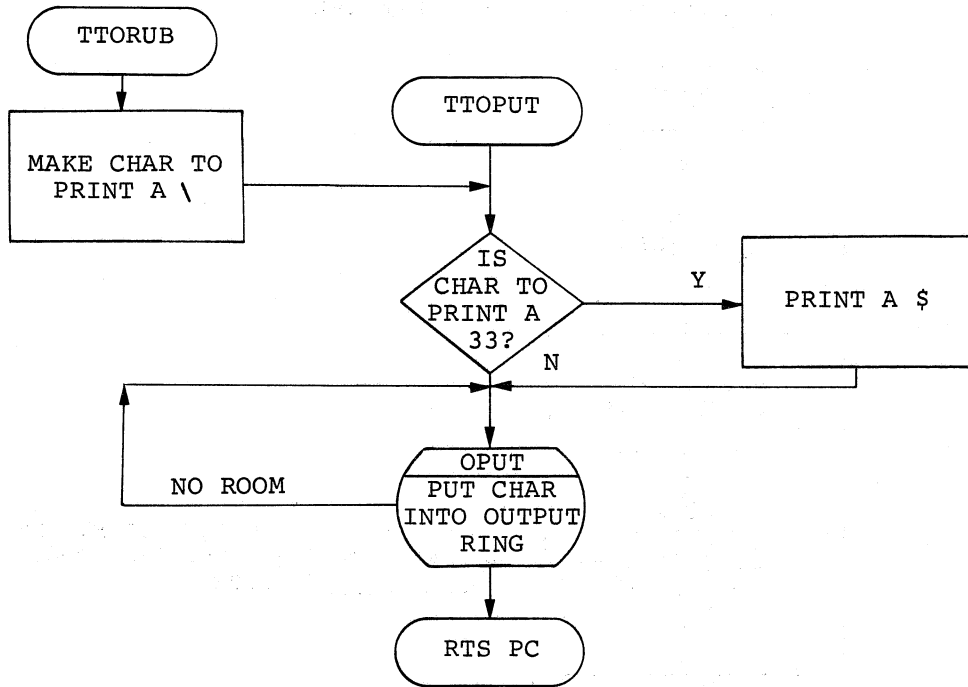 TTORUB
MAKE CHAR TO
PRINT A \
TTOPUT
IS
CHAR TO
PRINT A
33?
Y
PRINT A $
N
NO ROOM
OPUT
PUT CHAR
INTO OUTPUT
RING
RTS PC